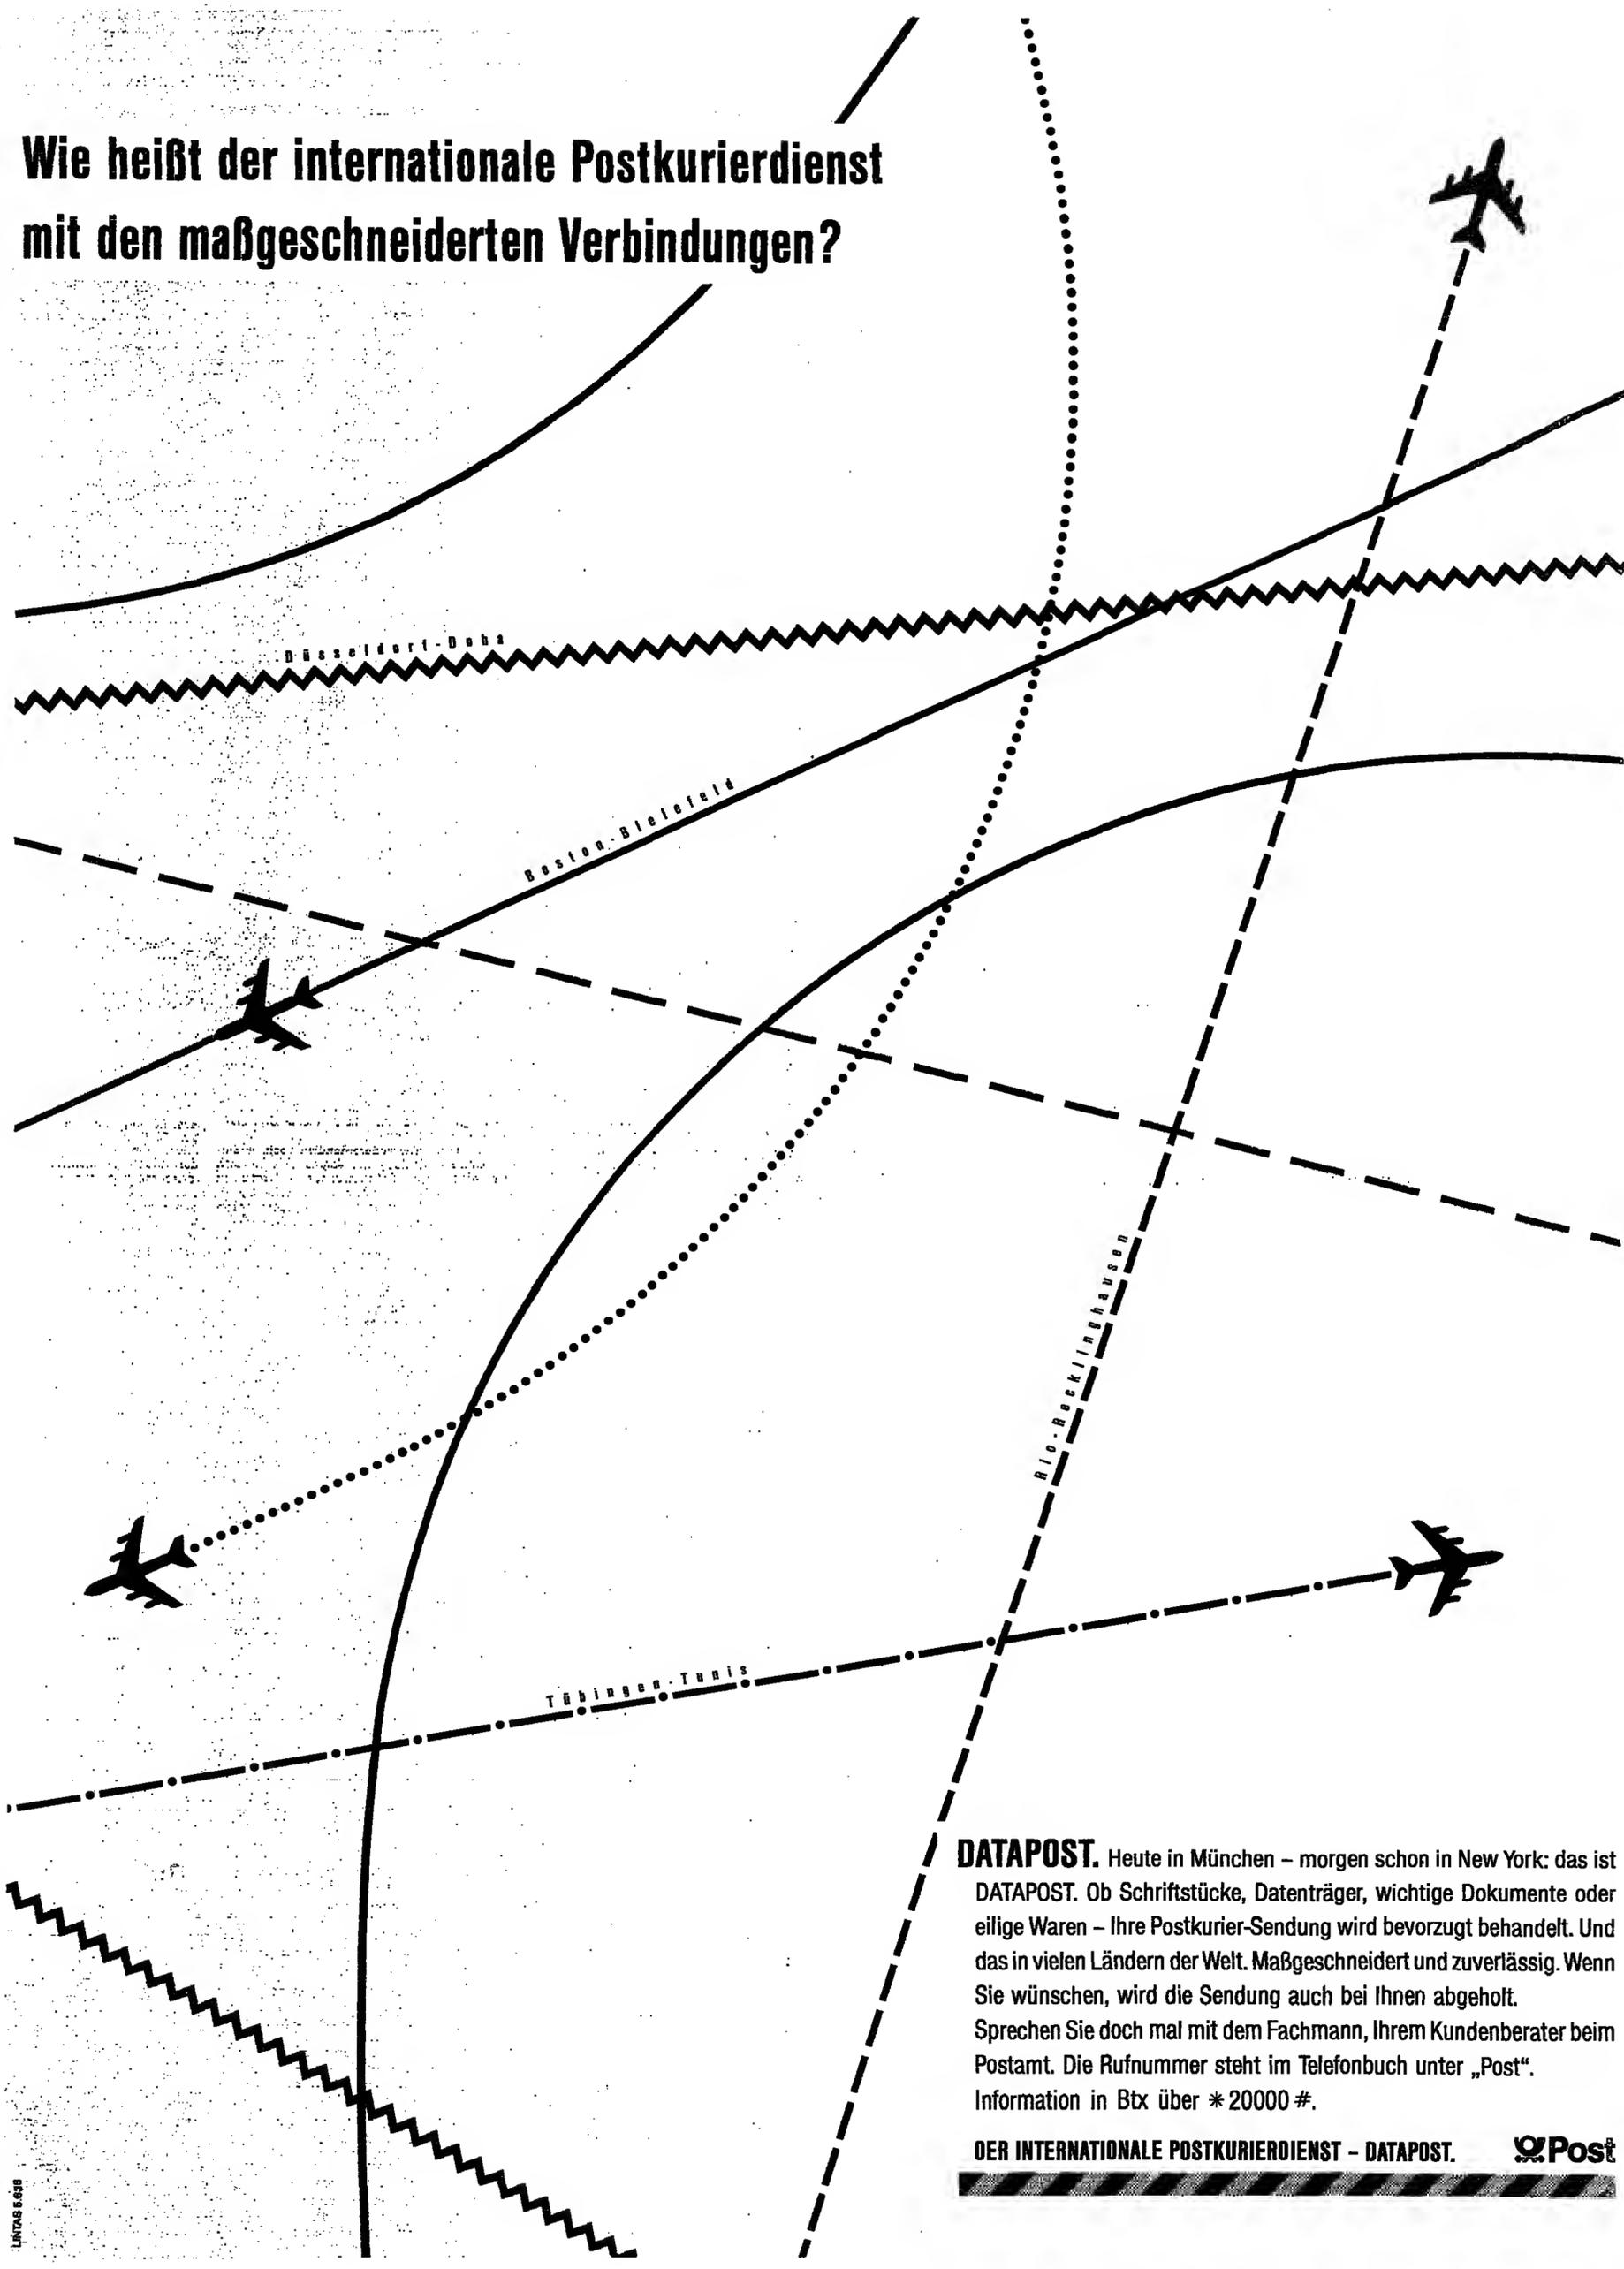 Wie heißt der internationale Postkurierdienst
mit den maßgeschneiderten Verbindungen?
Düsseldorf-Doha
Boston-Bielefeld
Rio-Recklinghausen
Tübingen-Tunis
DATAPOST. Heute in München – morgen schon in New York: das ist
DATAPOST. Ob Schriftstücke, Datenträger, wichtige Dokumente oder
eilige Waren – Ihre Postkurier-Sendung wird bevorzugt behandelt. Und
das in vielen Ländern der Welt. Maßgeschneidert und zuverlässig. Wenn
Sie wünschen, wird die Sendung auch bei Ihnen abgeholt.
Sprechen Sie doch mal mit dem Fachmann, Ihrem Kundenberater beim
Postamt. Die Rufnummer steht im Telefonbuch unter „Post“.
Information in Btx über *20000#.
DER INTERNATIONALE POSTKURIERDIENST – DATAPOST.
Post
LINTAS 5.636